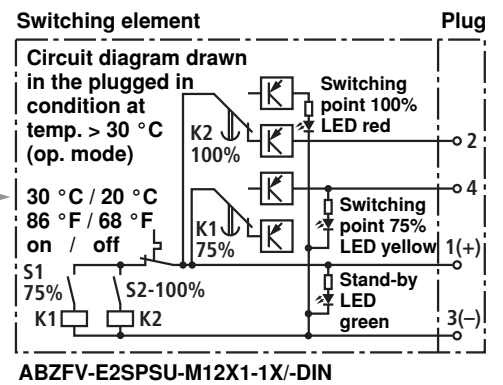 Switching element
Plug
Circuit diagram drawn
in the plugged in
condition at
temp. > 30 °C
(op. mode)
K2
100%
Switching
point 100%
LED red
2
4
30 °C / 20 °C
86 °F / 68 °F
on / off
K1
75%
Switching
point 75%
LED yellow
1(+)
S1
75%
S2-100%
Stand-by
LED
green
K1
K2
3(–)
ABZFV-E2SPSU-M12X1-1X/-DIN